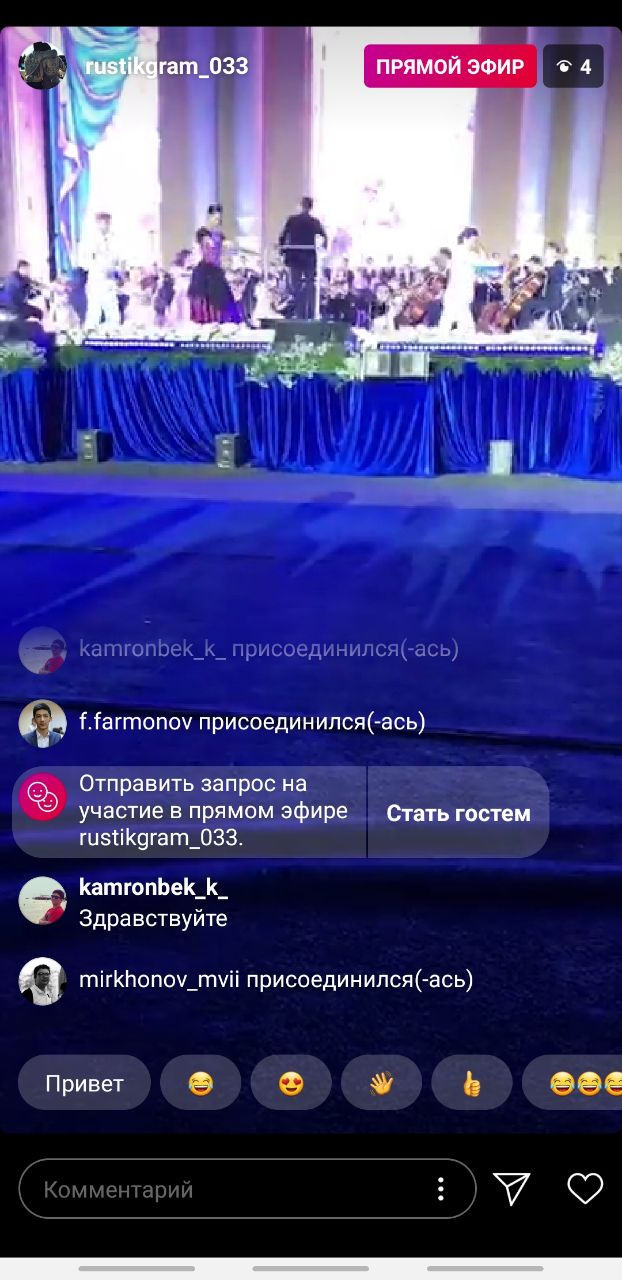 rustikgram_033
ПРЯМОЙ ЭФИР
4
kamronbek_k_ присоединился(-ась)
f.farmonov присоединился(-ась)
Отправить запрос на
участие в прямом эфире
rustikgram_033.
Стать гостем
kamronbek_k_
Здравствуйте
mirkhonov_mvii присоединился(-ась)
Привет
Комментарий